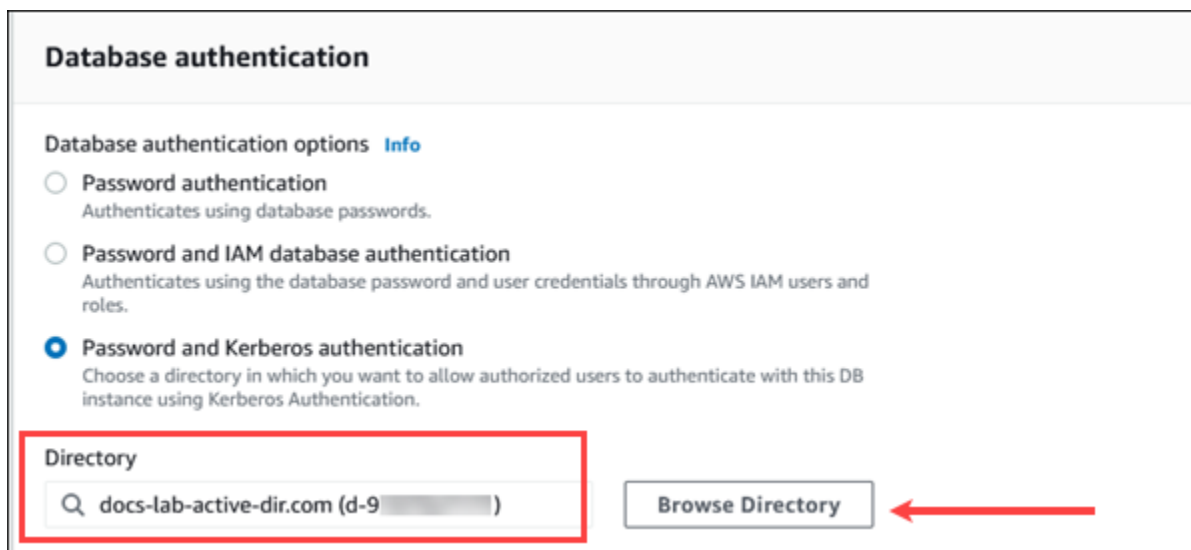 Database authentication
Database authentication options Info
Password authentication
Authenticates using database passwords.
Password and IAM database authentication
Authenticates using the database password and user credentials through AWS IAM users and
roles.
Password and Kerberos authentication
Choose a directory in which you want to allow authorized users to authenticate with this DB
instance using Kerberos Authentication.
Directory
docs-lab-active-dir.com (d-9 )
Browse Directory